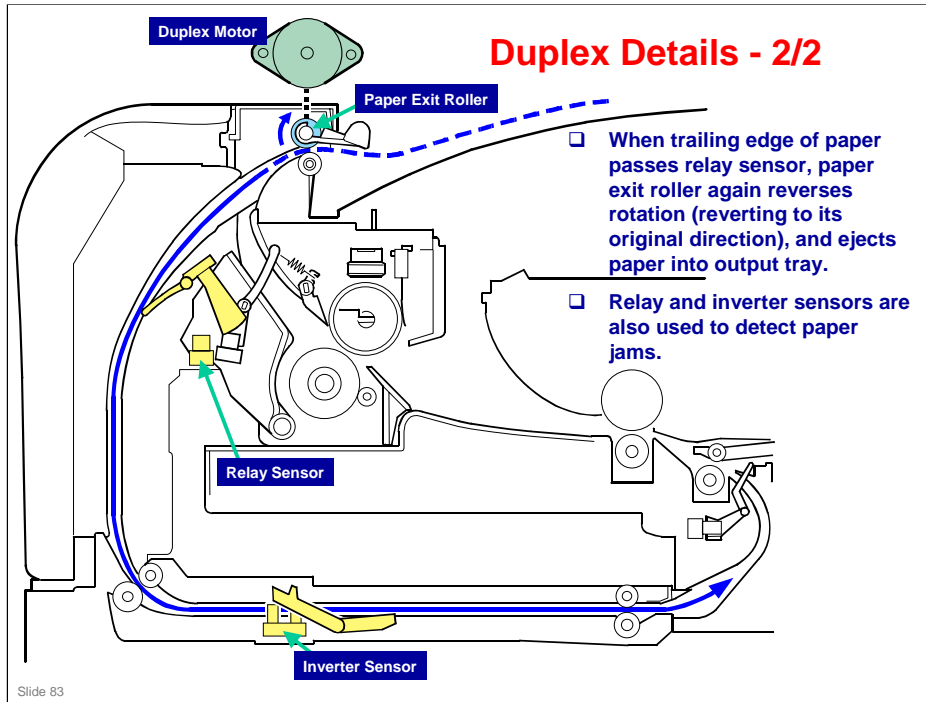 Duplex Motor
Duplex Details - 2/2
Paper Exit Roller
❑ When trailing edge of paper
passes relay sensor, paper
exit roller again reverses
rotation (reverting to its
original direction), and ejects
paper into output tray.
❑ Relay and inverter sensors are
also used to detect paper
jams.
Relay Sensor
Inverter Sensor
Slide 83